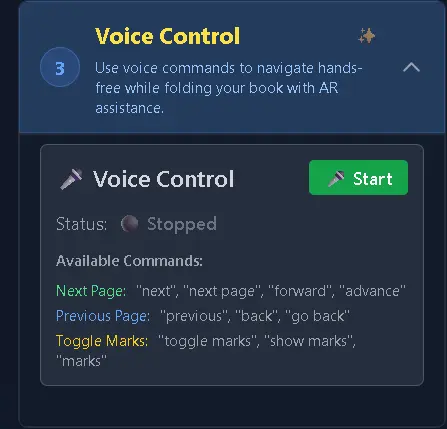 Voice Control
3
Use voice commands to navigate hands-
free while folding your book with AR
assistance.
Voice Control
Start
Status: Stopped
Available Commands:
Next Page: "next", "next page", "forward", "advance"
Previous Page: "previous", "back", "go back"
Toggle Marks: "toggle marks", "show marks",
"marks"